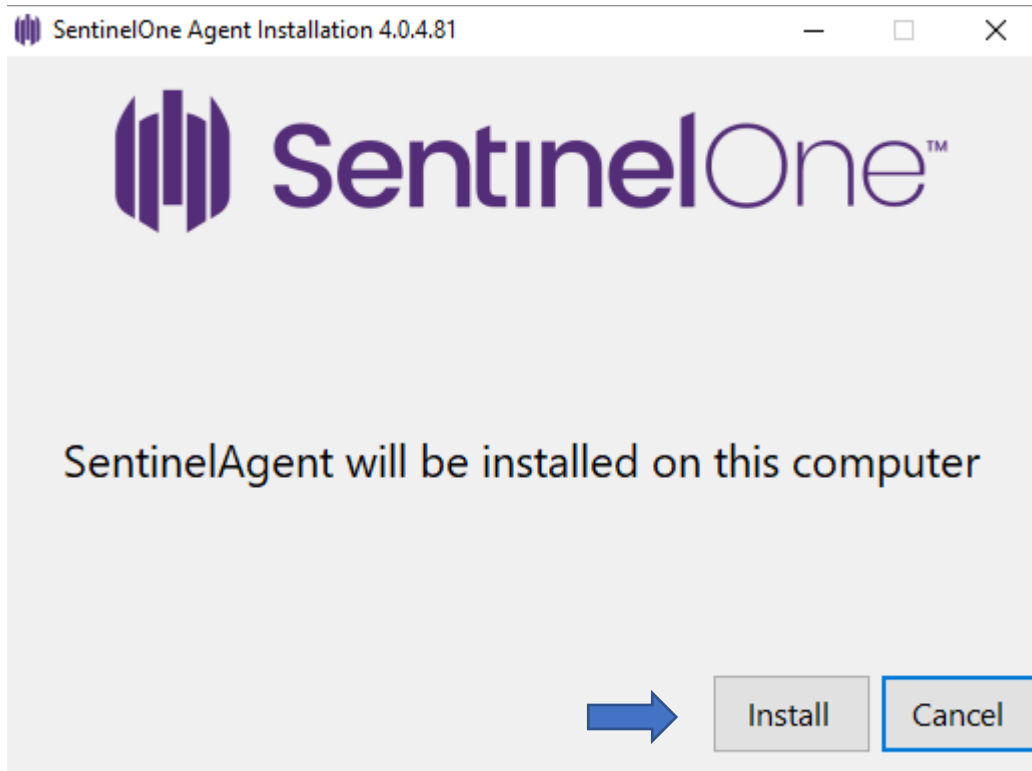 SentinelOne Agent Installation 4.0.4.81
SentinelOne™
SentinelAgent will be installed on this computer
Install Cancel